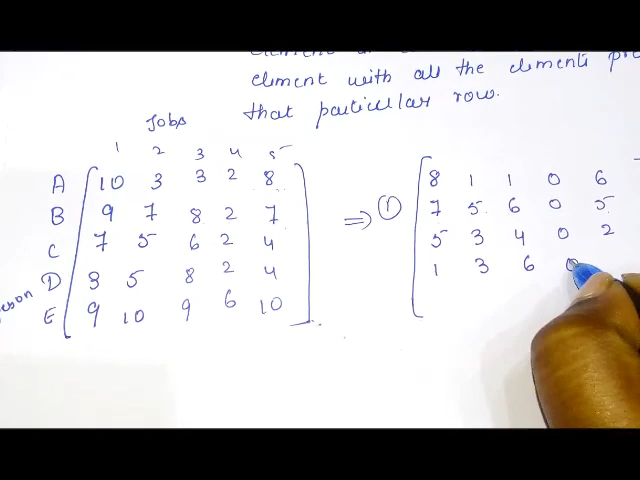 element with all the elements
that particular row.
Jobs
1 2 3 4 5
A 10 3 3 2 8
B 9 7 8 2 7
C 7 5 6 2 4
D 3 5 8 2 4
E 9 10 9 6 10
⇒ ①
8 1 1 0 6
7 5 6 0 5
5 3 4 0 2
1 3 6 0